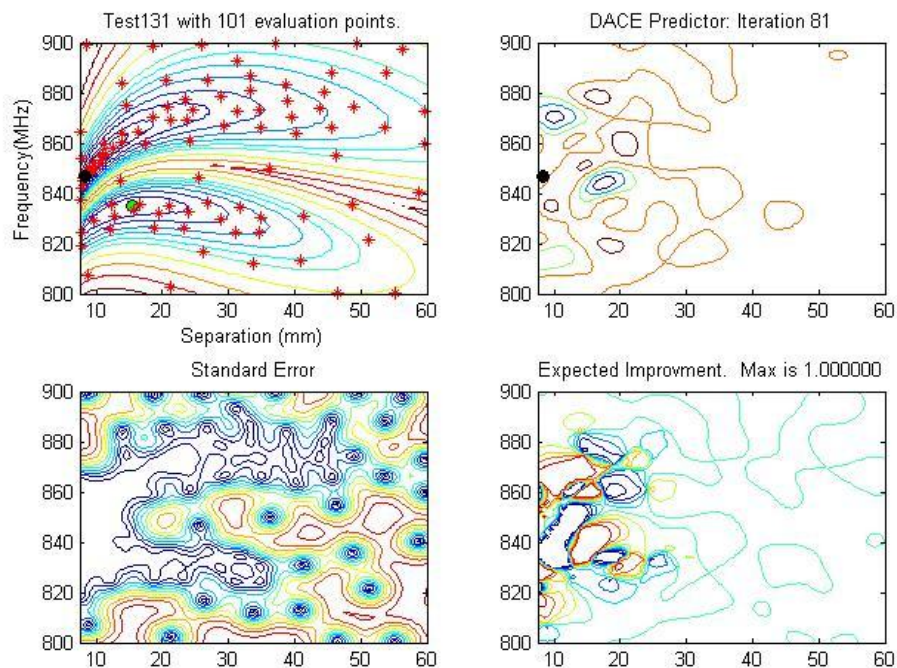 Test131 with 101 evaluation points.
900
880
860
840
820
800
Frequency(MHz)
10 20 30 40 50 60
Separation (mm)
DACE Predictor: Iteration 81
900
880
860
840
820
800
10 20 30 40 50 60
Standard Error
900
880
860
840
820
800
10 20 30 40 50 60
Expected Improvment. Max is 1.000000
900
880
860
840
820
800
10 20 30 40 50 60